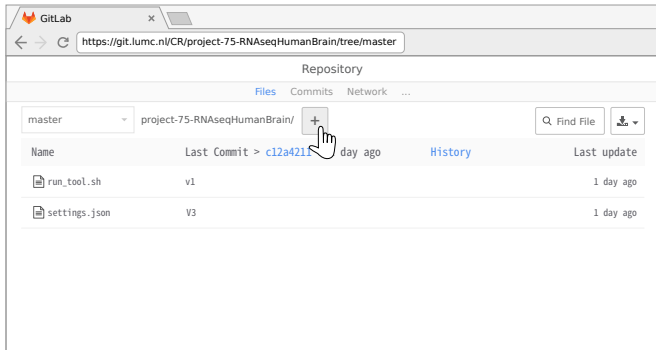 GitLab ×
https://git.lumc.nl/CR/project-75-RNAseqHumanBrain/tree/master
Repository
Files Commits Network ...
master project-75-RNAseqHumanBrain/ + Find File
Name Last Commit > c12a4211 day ago History Last update
run_tool.sh v1 1 day ago
settings.json V3 1 day ago